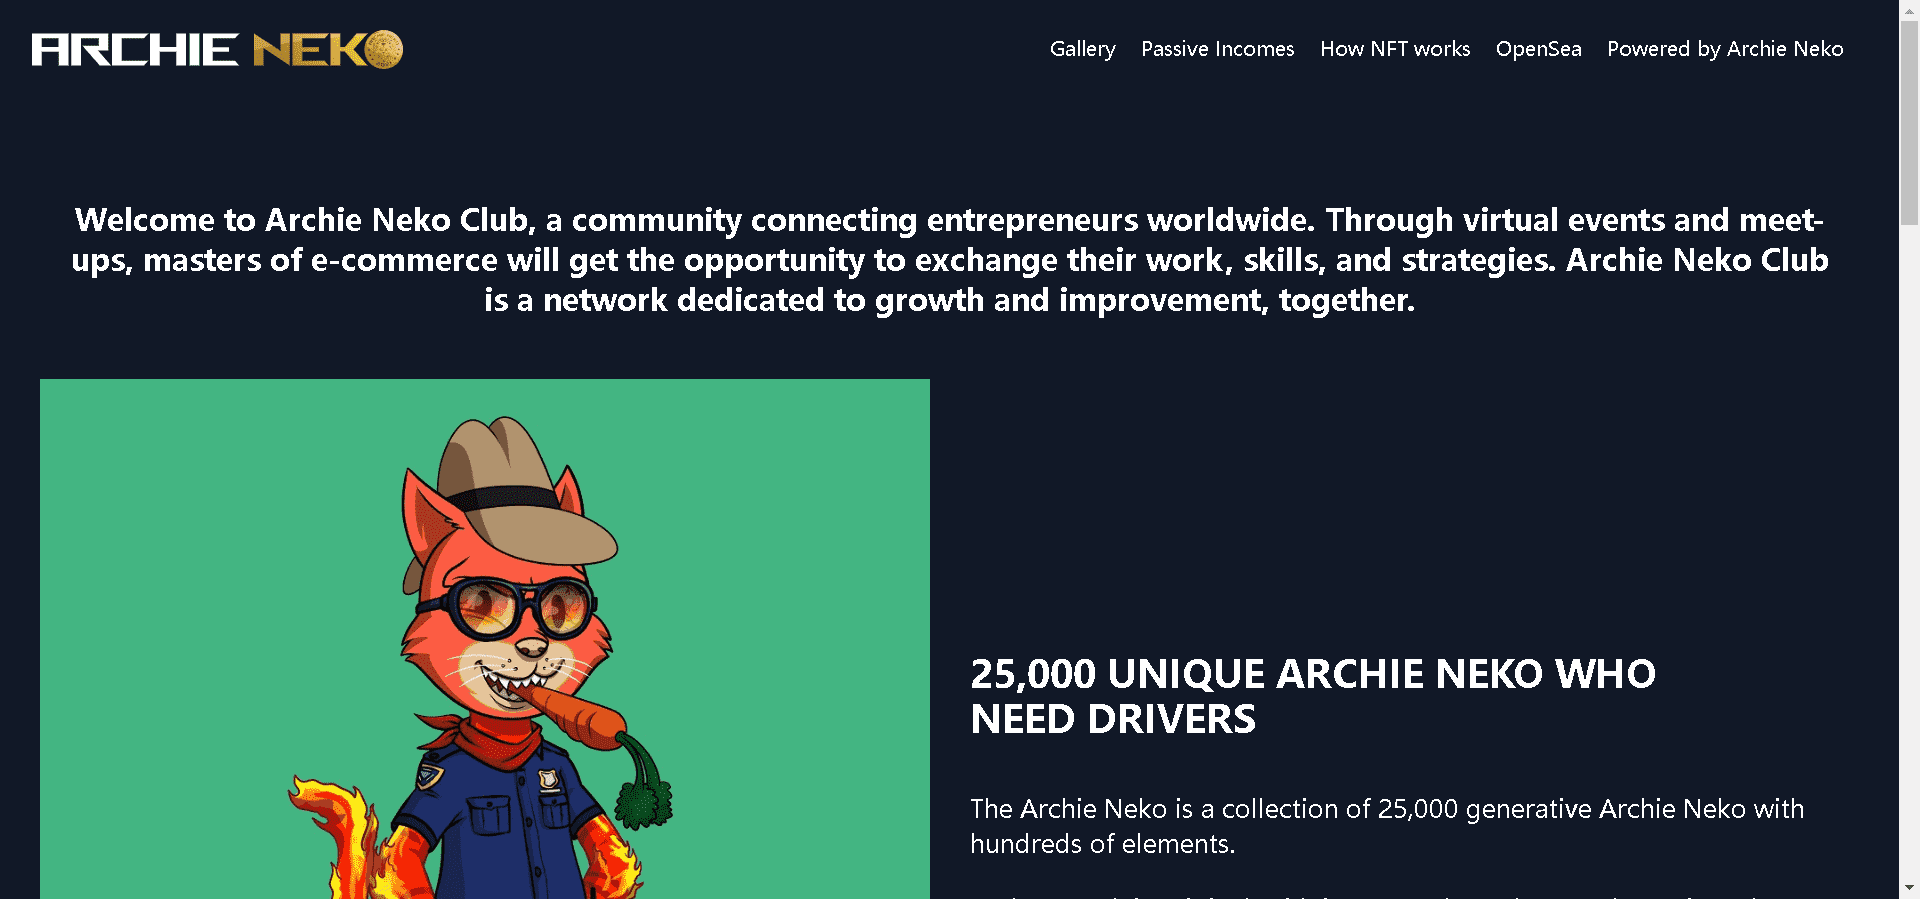 ARCHIE NEKO
Gallery Passive Incomes How NFT works OpenSea Powered by Archie Neko
Welcome to Archie Neko Club, a community connecting entrepreneurs worldwide. Through virtual events and meet-
ups, masters of e-commerce will get the opportunity to exchange their work, skills, and strategies. Archie Neko Club
is a network dedicated to growth and improvement, together.
25,000 UNIQUE ARCHIE NEKO WHO
NEED DRIVERS
The Archie Neko is a collection of 25,000 generative Archie Neko with
hundreds of elements.